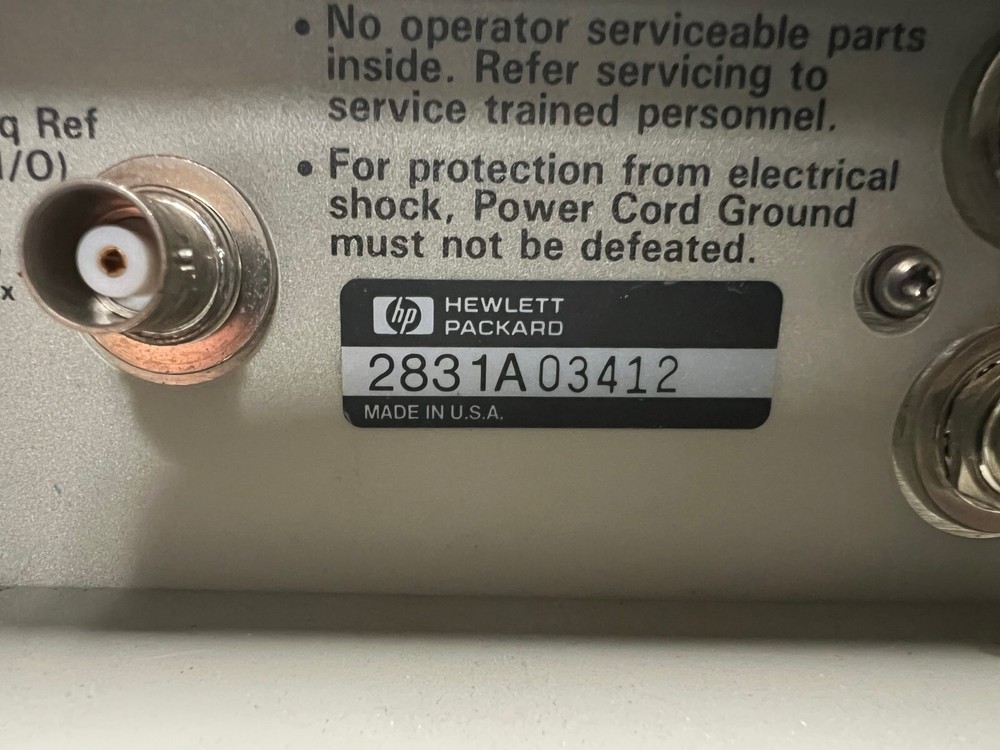 • No operator serviceable parts
inside. Refer servicing to
service trained personnel.
• For protection from electrical
shock, Power Cord Ground
must not be defeated.
q Ref
I/O)
x
hp HEWLETT
PACKARD
2831A03412
MADE IN U.S.A.